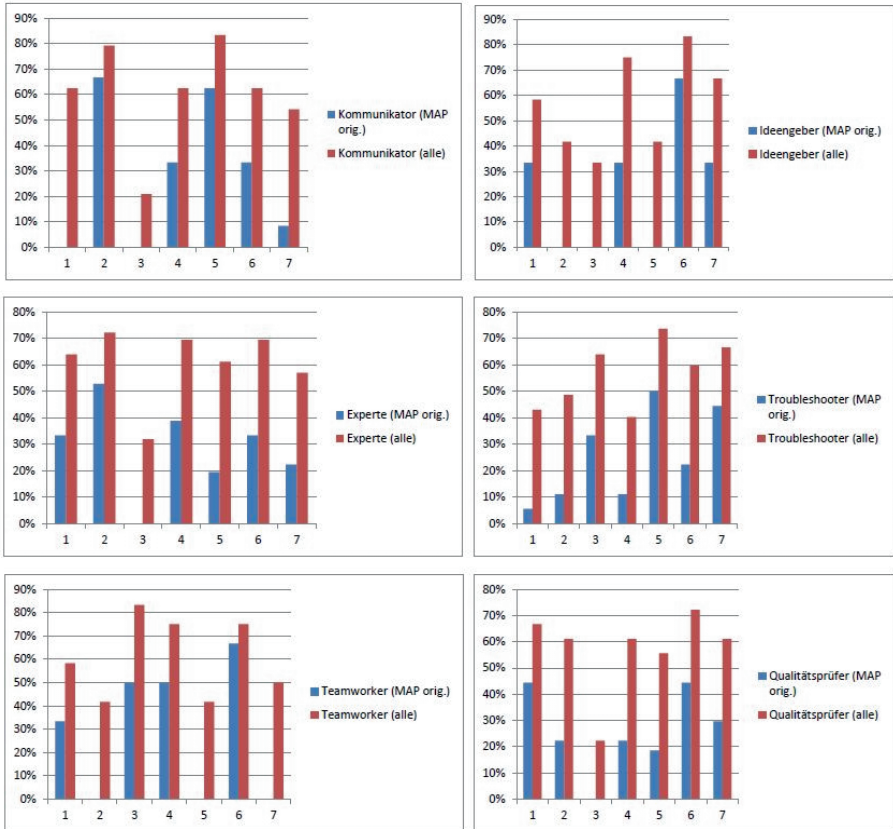 90%
80%
70%
60%
50%
40%
30%
20%
10%
0%
1 2 3 4 5 6 7
Kommunikator (MAP
orig.)
Kommunikator (alle)
90%
80%
70%
60%
50%
40%
30%
20%
10%
0%
1 2 3 4 5 6 7
Ideengeber (MAP orig.)
Ideengeber (alle)
80%
70%
60%
50%
40%
30%
20%
10%
0%
1 2 3 4 5 6 7
Experte (MAP orig.)
Experte (alle)
80%
70%
60%
50%
40%
30%
20%
10%
0%
1 2 3 4 5 6 7
Troubleshooter (MAP
orig.)
Troubleshooter (alle)
90%
80%
70%
60%
50%
40%
30%
20%
10%
0%
1 2 3 4 5 6 7
Teamworker (MAP orig.)
Teamworker (alle)
80%
70%
60%
50%
40%
30%
20%
10%
0%
1 2 3 4 5 6 7
Qualitätsprüfer (MAP
orig.)
Qualitätsprüfer (alle)